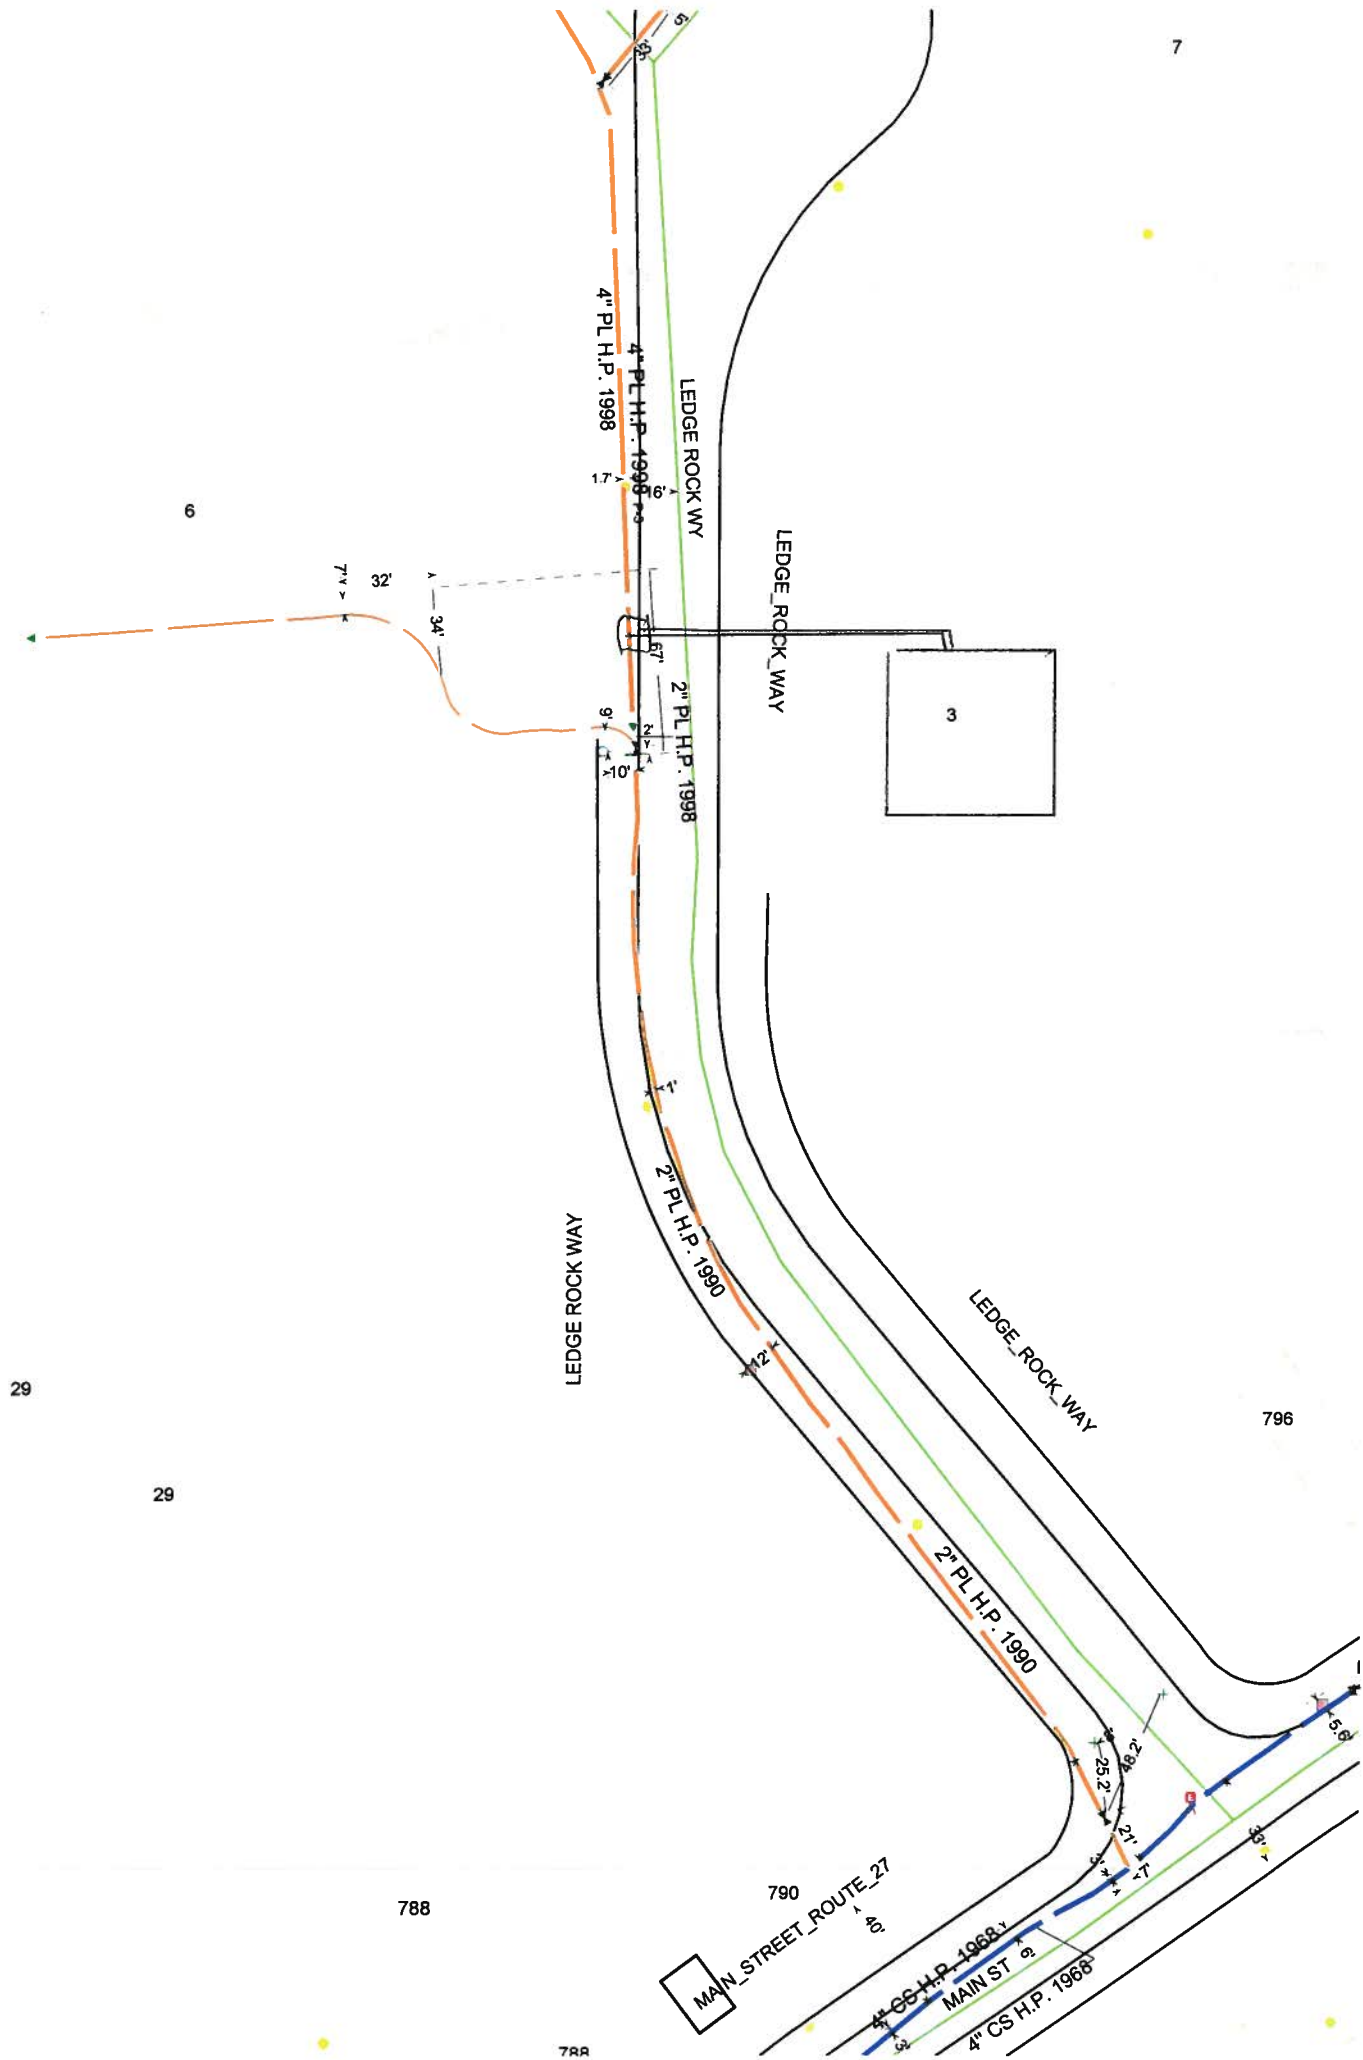 5'
33'
7
4" PL H.P. 1998
4" PL H.P. 1998 P-S
LEDGE ROCK WY
1.7'
16'
6
LEDGE_ROCK_WAY
7'
32'
34'
67'
2" PL H.P. 1998
3
9'
2'
10'
1'
2" PL H.P. 1990
LEDGE ROCK WAY
LEDGE_ROCK_WAY
12'
29
796
29
2" PL H.P. 1990
48.2'
25.2'
5.6'
21'
3'
7'
33'
788
790
MAIN_STREET_ROUTE_27
40'
4" CS H.P. 1968
6'
MAIN ST
4" CS H.P. 1968
3'
788